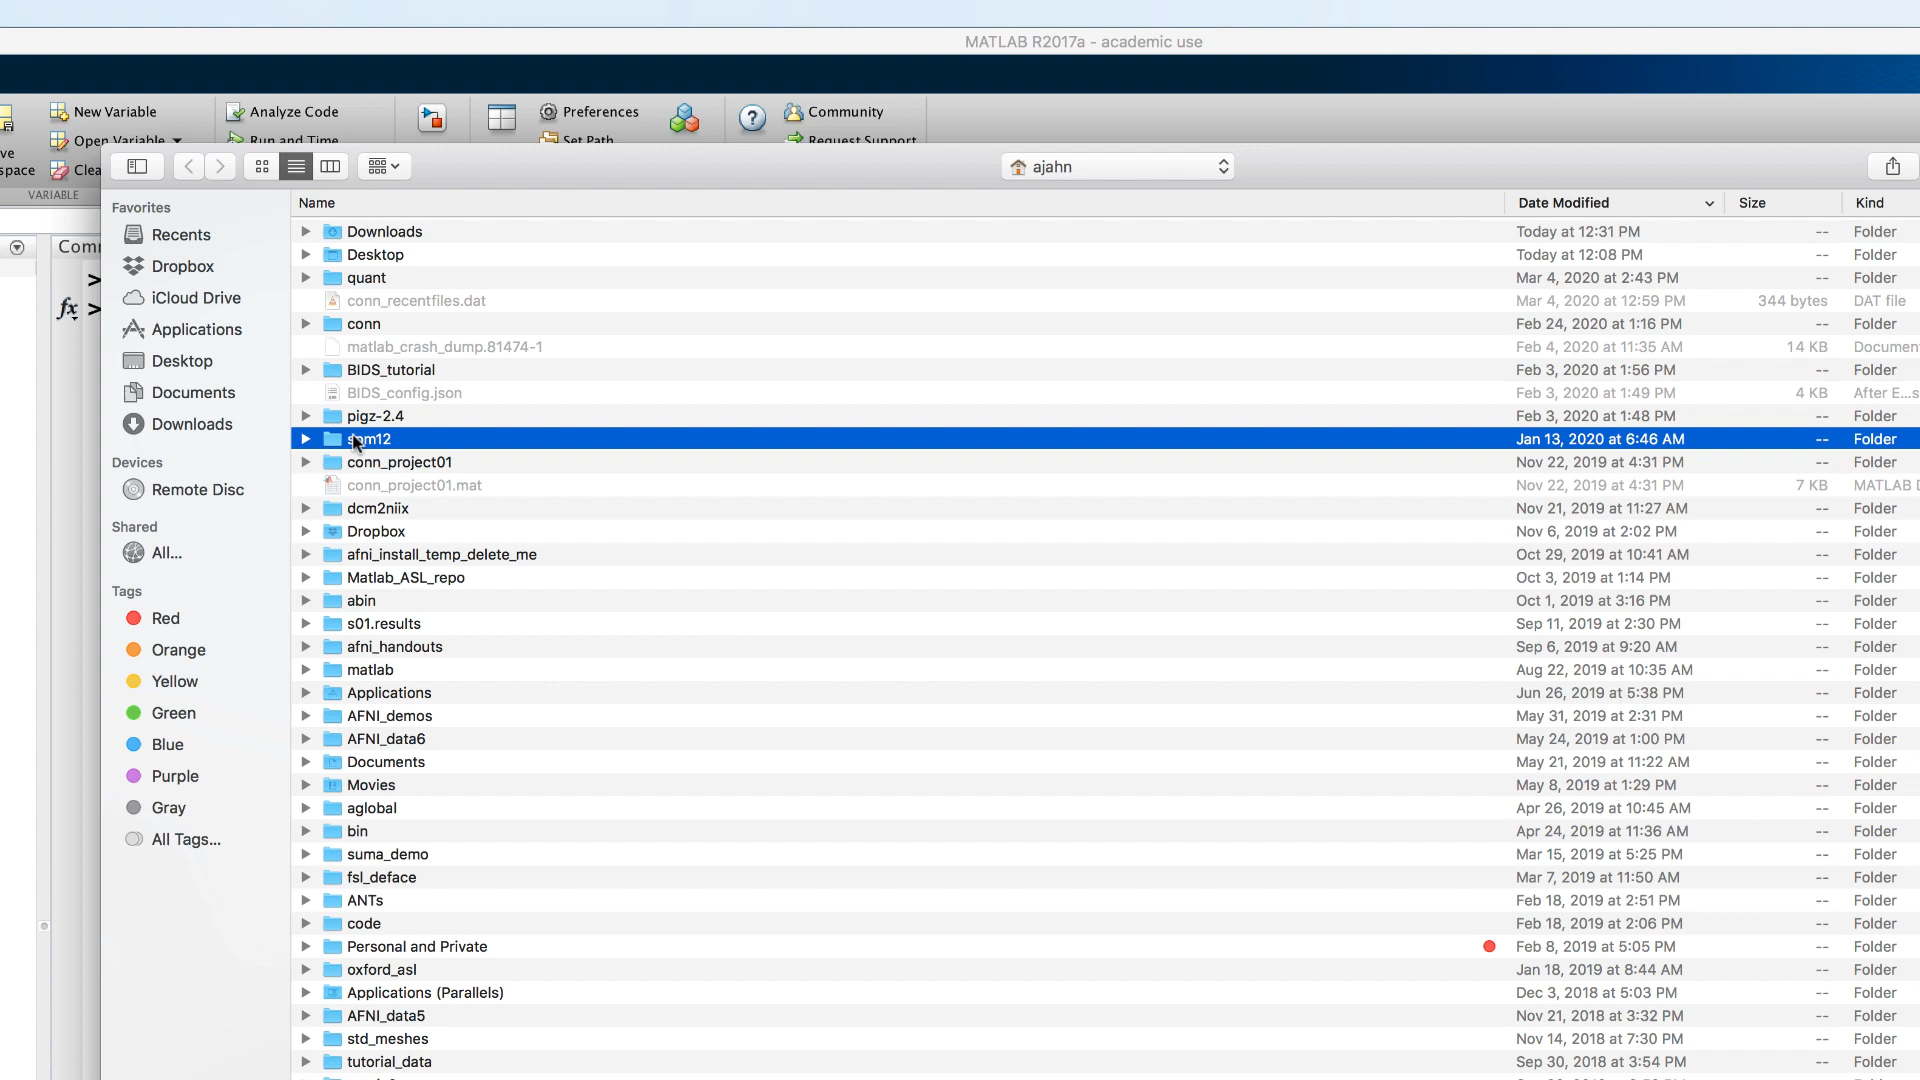 MATLAB R2017a - academic use
New Variable
Analyze Code
Preferences
Community
Open Variable
Run and Time
Set Path
Request Support
ve
space
Clea
VARIABLE
ajahn
Comm
fx >
>
Favorites
Recents
Dropbox
iCloud Drive
Applications
Desktop
Documents
Downloads
Devices
Remote Disc
Shared
All...
Tags
Red
Orange
Yellow
Green
Blue
Purple
Gray
All Tags...
Name Date Modified Size Kind
Downloads Today at 12:31 PM -- Folder
Desktop Today at 12:08 PM -- Folder
quant Mar 4, 2020 at 2:43 PM -- Folder
conn_recentfiles.dat Mar 4, 2020 at 12:59 PM 344 bytes DAT file
conn Feb 24, 2020 at 1:16 PM -- Folder
matlab_crash_dump.81474-1 Feb 4, 2020 at 11:35 AM 14 KB Documen
BIDS_tutorial Feb 3, 2020 at 1:56 PM -- Folder
BIDS_config.json Feb 3, 2020 at 1:49 PM 4 KB After E...s
pigz-2.4 Feb 3, 2020 at 1:48 PM -- Folder
spm12 Jan 13, 2020 at 6:46 AM -- Folder
conn_project01 Nov 22, 2019 at 4:31 PM -- Folder
conn_project01.mat Nov 22, 2019 at 4:31 PM 7 KB MATLAB D
dcm2niix Nov 21, 2019 at 11:27 AM -- Folder
Dropbox Nov 6, 2019 at 2:02 PM -- Folder
afni_install_temp_delete_me Oct 29, 2019 at 10:41 AM -- Folder
Matlab_ASL_repo Oct 3, 2019 at 1:14 PM -- Folder
abin Oct 1, 2019 at 3:16 PM -- Folder
s01.results Sep 11, 2019 at 2:30 PM -- Folder
afni_handouts Sep 6, 2019 at 9:20 AM -- Folder
matlab Aug 22, 2019 at 10:35 AM -- Folder
Applications Jun 26, 2019 at 5:38 PM -- Folder
AFNI_demos May 31, 2019 at 2:31 PM -- Folder
AFNI_data6 May 24, 2019 at 1:00 PM -- Folder
Documents May 21, 2019 at 11:22 AM -- Folder
Movies May 8, 2019 at 1:29 PM -- Folder
aglobal Apr 26, 2019 at 10:45 AM -- Folder
bin Apr 24, 2019 at 11:36 AM -- Folder
suma_demo Mar 15, 2019 at 5:25 PM -- Folder
fsl_deface Mar 7, 2019 at 11:50 AM -- Folder
ANTs Feb 18, 2019 at 2:51 PM -- Folder
code Feb 18, 2019 at 2:06 PM -- Folder
Personal and Private Feb 8, 2019 at 5:05 PM -- Folder
oxford_asl Jan 18, 2019 at 8:44 AM -- Folder
Applications (Parallels) Dec 3, 2018 at 5:03 PM -- Folder
AFNI_data5 Nov 21, 2018 at 3:32 PM -- Folder
std_meshes Nov 14, 2018 at 7:30 PM -- Folder
tutorial_data Sep 30, 2018 at 3:54 PM -- Folder